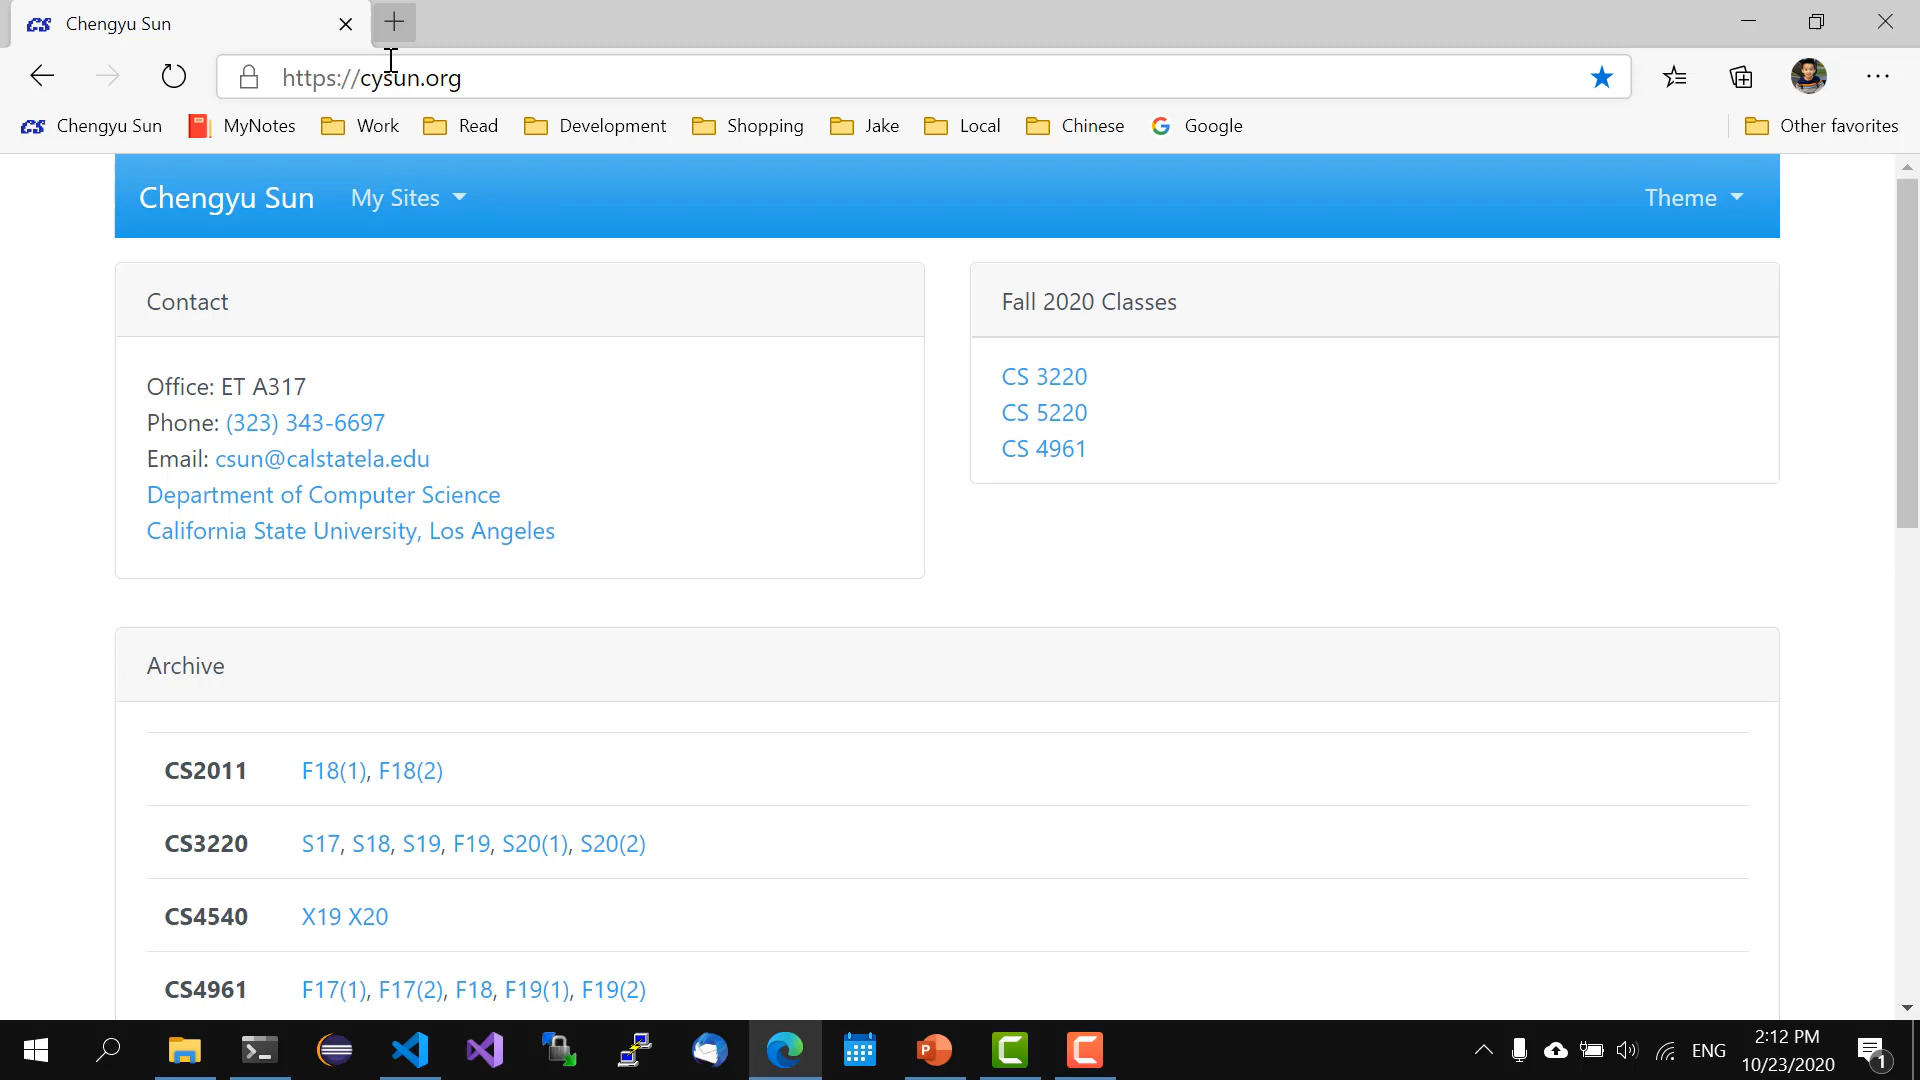 Chengyu Sun
https://cysun.org
Chengyu Sun MyNotes Work Read Development Shopping Jake Local Chinese Google Other favorites
Chengyu Sun My Sites Theme
Contact
Office: ET A317
Phone: (323) 343-6697
Email: csun@calstatela.edu
Department of Computer Science
California State University, Los Angeles
Fall 2020 Classes
CS 3220
CS 5220
CS 4961
Archive
CS2011 F18(1), F18(2)
CS3220 S17, S18, S19, F19, S20(1), S20(2)
CS4540 X19 X20
CS4961 F17(1), F17(2), F18, F19(1), F19(2)
ENG
2:12 PM
10/23/2020
1